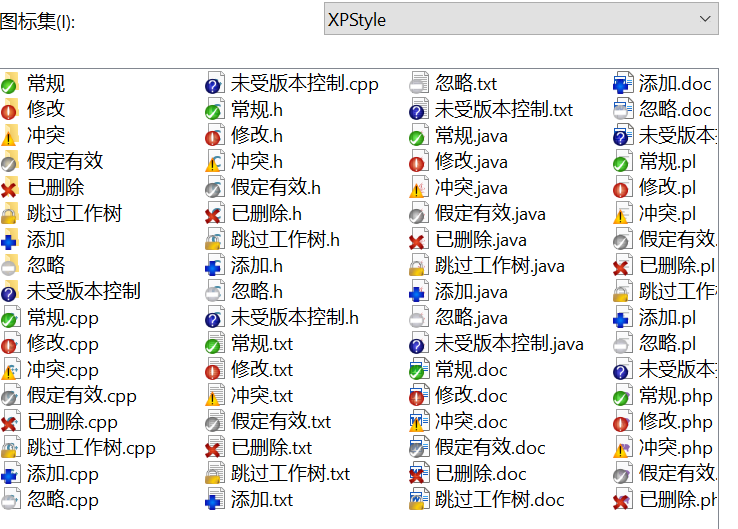 图标集(I):
XPStyle
常规
修改
冲突
假定有效
已删除
跳过工作树
添加
忽略
未受版本控制
常规.cpp
修改.cpp
冲突.cpp
假定有效.cpp
已删除.cpp
跳过工作树.cpp
添加.cpp
忽略.cpp
未受版本控制.cpp
常规.h
修改.h
冲突.h
假定有效.h
已删除.h
跳过工作树.h
添加.h
忽略.h
未受版本控制.h
常规.txt
修改.txt
冲突.txt
假定有效.txt
已删除.txt
跳过工作树.txt
添加.txt
忽略.txt
未受版本控制.txt
常规.java
修改.java
冲突.java
假定有效.java
已删除.java
跳过工作树.java
添加.java
忽略.java
未受版本控制.java
常规.doc
修改.doc
冲突.doc
假定有效.doc
已删除.doc
跳过工作树.doc
添加.doc
忽略.doc
未受版本
常规.pl
修改.pl
冲突.pl
假定有效.
已删除.pl
跳过工作
添加.pl
忽略.pl
未受版本
常规.php
修改.php
冲突.php
假定有效.
已删除.ph